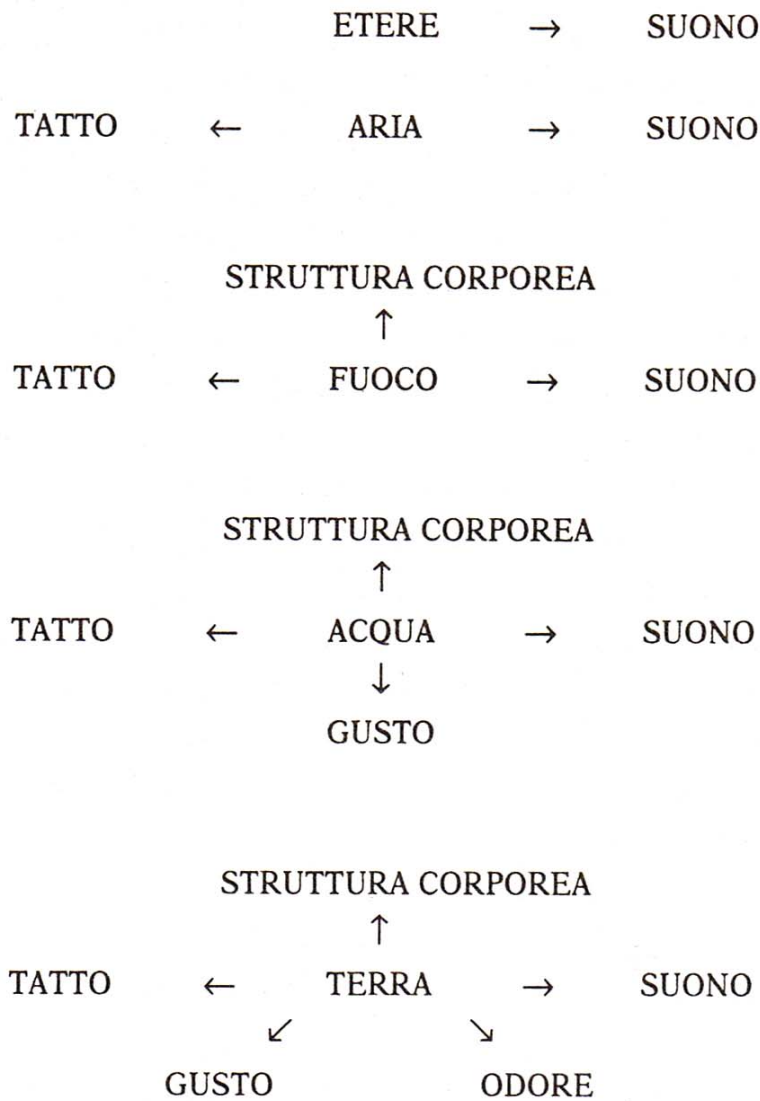 ETERE → SUONO
TATTO ← ARIA → SUONO
STRUTTURA CORPOREA
↑
TATTO ← FUOCO → SUONO
STRUTTURA CORPOREA
↑
TATTO ← ACQUA → SUONO
↓
GUSTO
STRUTTURA CORPOREA
↑
TATTO ← TERRA → SUONO
↙ ↘
GUSTO ODORE